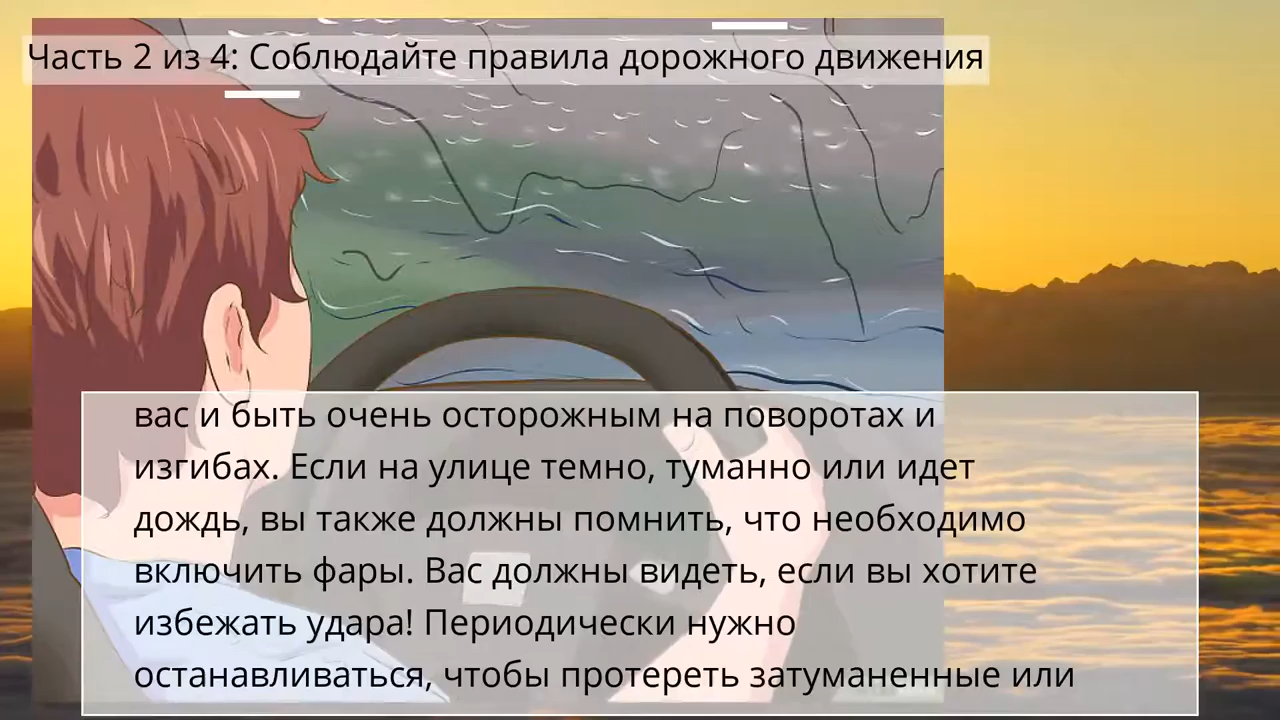 Часть 2 из 4: Соблюдайте правила дорожного движения
вас и быть очень осторожным на поворотах и
изгибах. Если на улице темно, туманно или идет
дождь, вы также должны помнить, что необходимо
включить фары. Вас должны видеть, если вы хотите
избежать удара! Периодически нужно
останавливаться, чтобы протереть затуманенные или